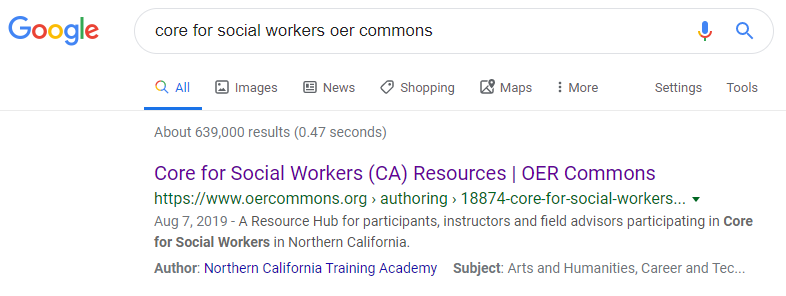 Google core for social workers oer commons
All Images News Shopping Maps More Settings Tools
About 639,000 results (0.47 seconds)
Core for Social Workers (CA) Resources | OER Commons
https://www.oercommons.org › authoring › 18874-core-for-social-workers...
Aug 7, 2019 - A Resource Hub for participants, instructors and field advisors participating in Core
for Social Workers in Northern California.
Author: Northern California Training Academy Subject: Arts and Humanities, Career and Tec...